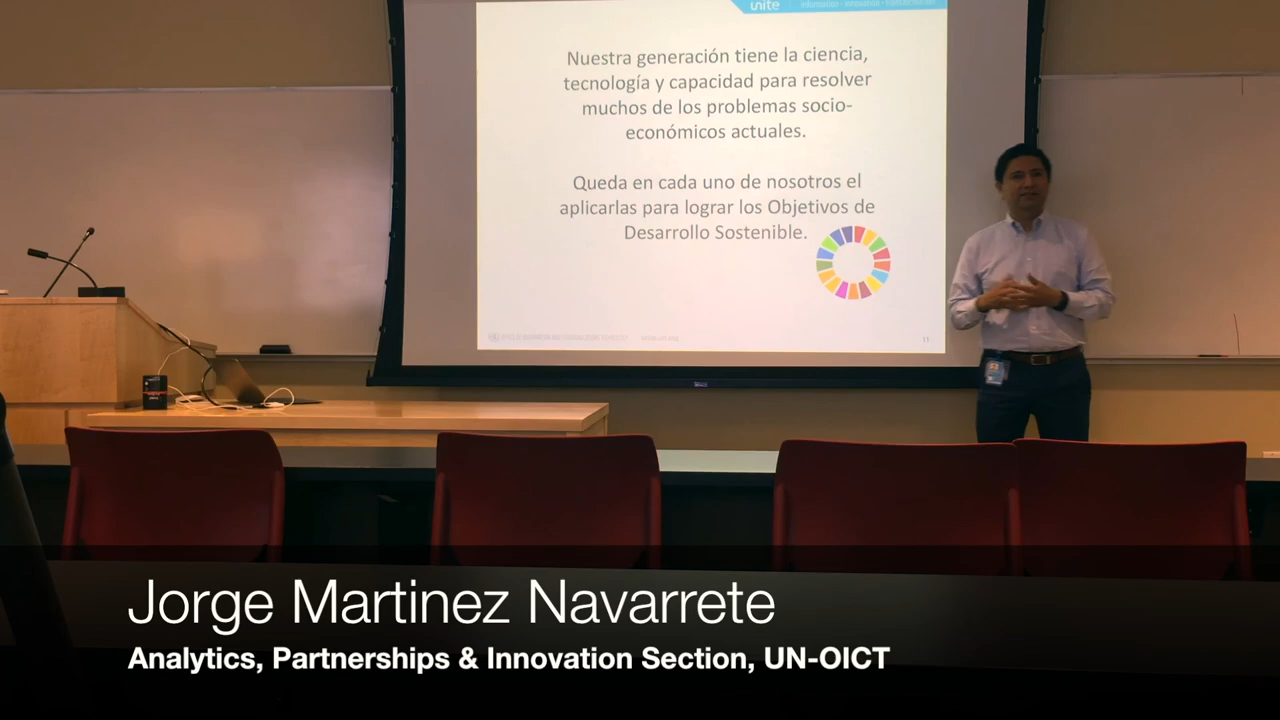 unite
Nuestra generación tiene la ciencia,
tecnología y capacidad para resolver
muchos de los problemas socio-
económicos actuales.
Queda en cada uno de nosotros el
aplicarlas para lograr los Objetivos de
Desarrollo Sostenible.
11
Jorge Martinez Navarrete
Analytics, Partnerships & Innovation Section, UN-OICT